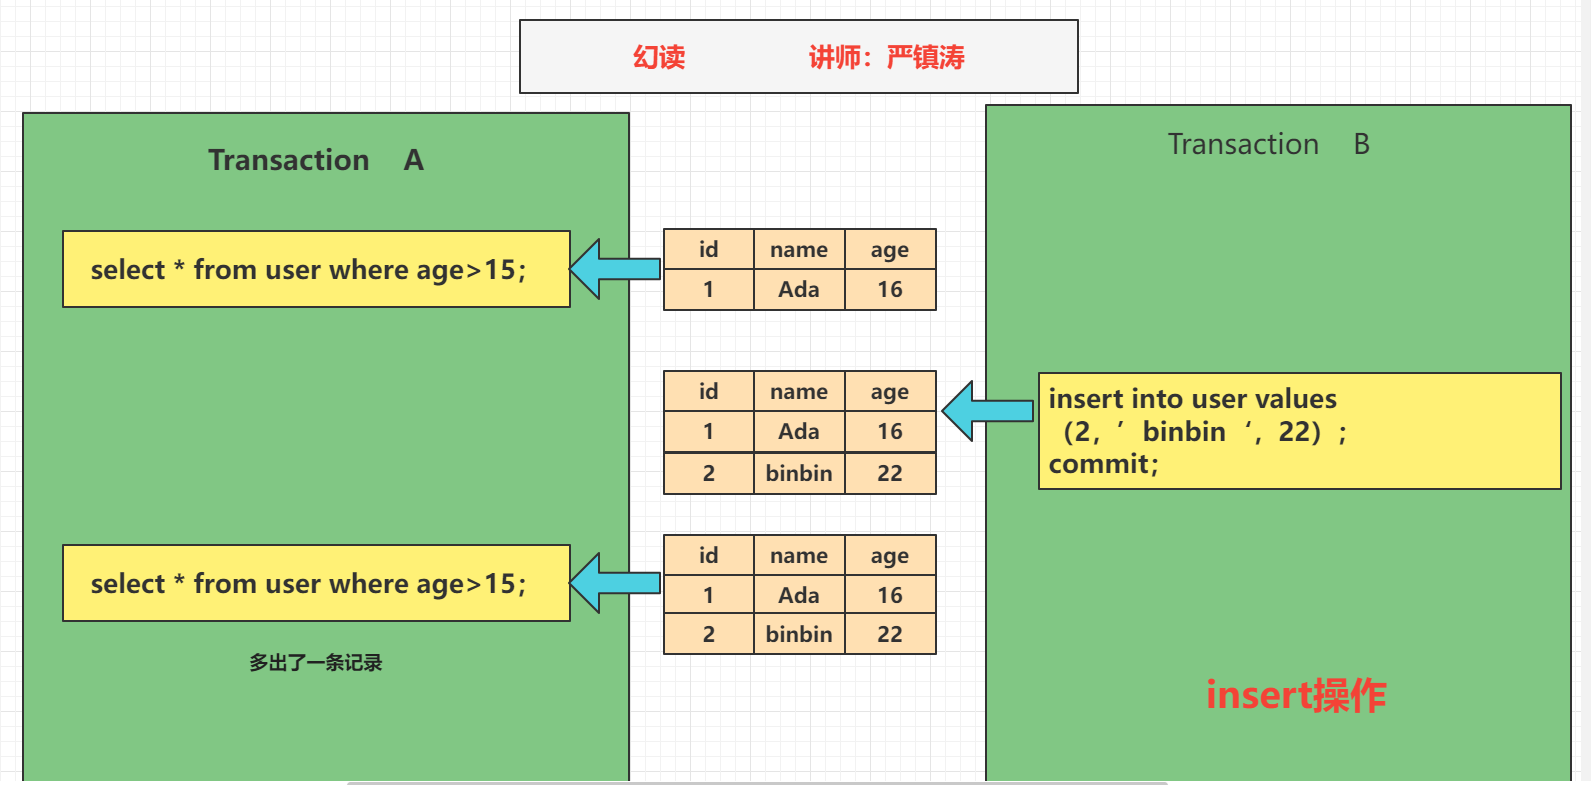 幻读 讲师：严镇涛
Transaction A
Transaction B
select * from user where age>15；
id name age
1 Ada 16
id name age
1 Ada 16
2 binbin 22
insert into user values
（2，’ binbin ‘，22）；
commit；
select * from user where age>15；
id name age
1 Ada 16
2 binbin 22
多出了一条记录
insert操作